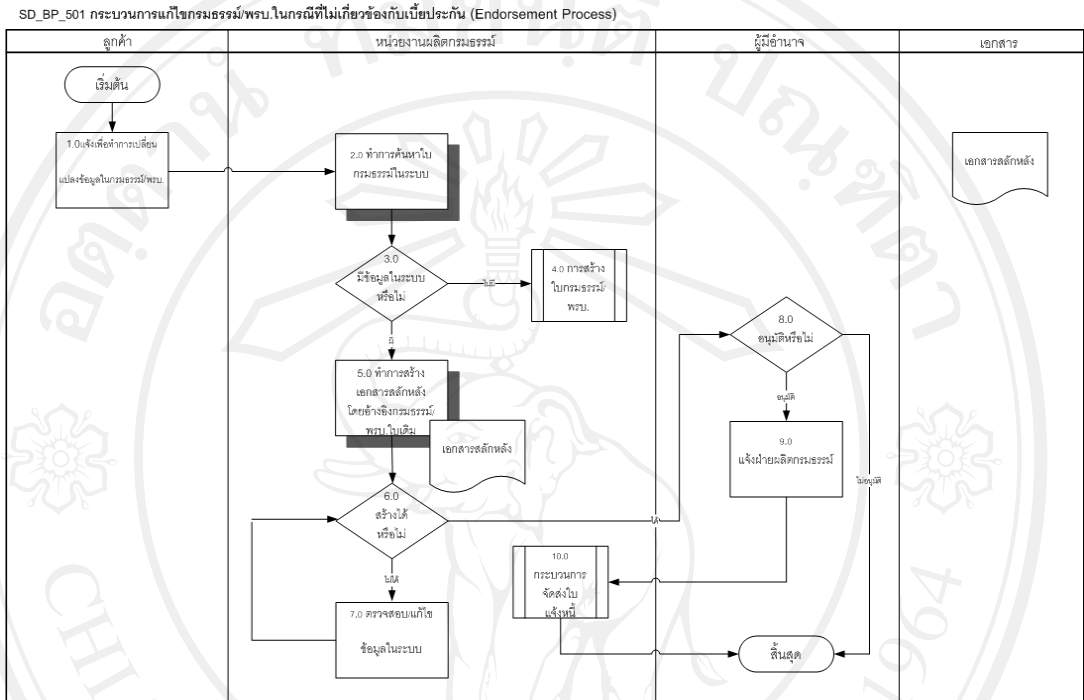 SD_BP_501 กระบวนการแก้ไขกรมธรรม์/พรบ.ในกรณีที่ไม่เกี่ยวข้องกับเบี้ยประกัน (Endorsement Process)
ลูกค้า
หน่วยงานผลิตกรมธรรม์
ผู้มีอำนาจ
เอกสาร
เริ่มต้น
1.0แจ้งเพื่อทำการเปลี่ยน
แปลงข้อมูลในกรมธรรม์/พรบ.
2.0 ทำการค้นหาใบ
กรมธรรม์ในระบบ
เอกสารสลักหลัง
3.0
มีข้อมูลในระบบ
หรือไม่
ไม่มี
4.0 การสร้าง
ใบกรมธรรม์/
พรบ.
มี
5.0 ทำการสร้าง
เอกสารสลักหลัง
โดยอ้างอิงกรมธรรม์/
พรบ.ใบเดิม
เอกสารสลักหลัง
6.0
สร้างได้
หรือไม่
ได้
ไม่ได้
7.0 ตรวจสอบ/แก้ไข
ข้อมูลในระบบ
8.0
อนุมัติหรือไม่
อนุมัติ
ไม่อนุมัติ
9.0
แจ้งฝ่ายผลิตกรมธรรม์
10.0
กระบวนการ
จัดส่งใบ
แจ้งหนี้
สิ้นสุด
ลิขสิทธิ์
CHI
1964